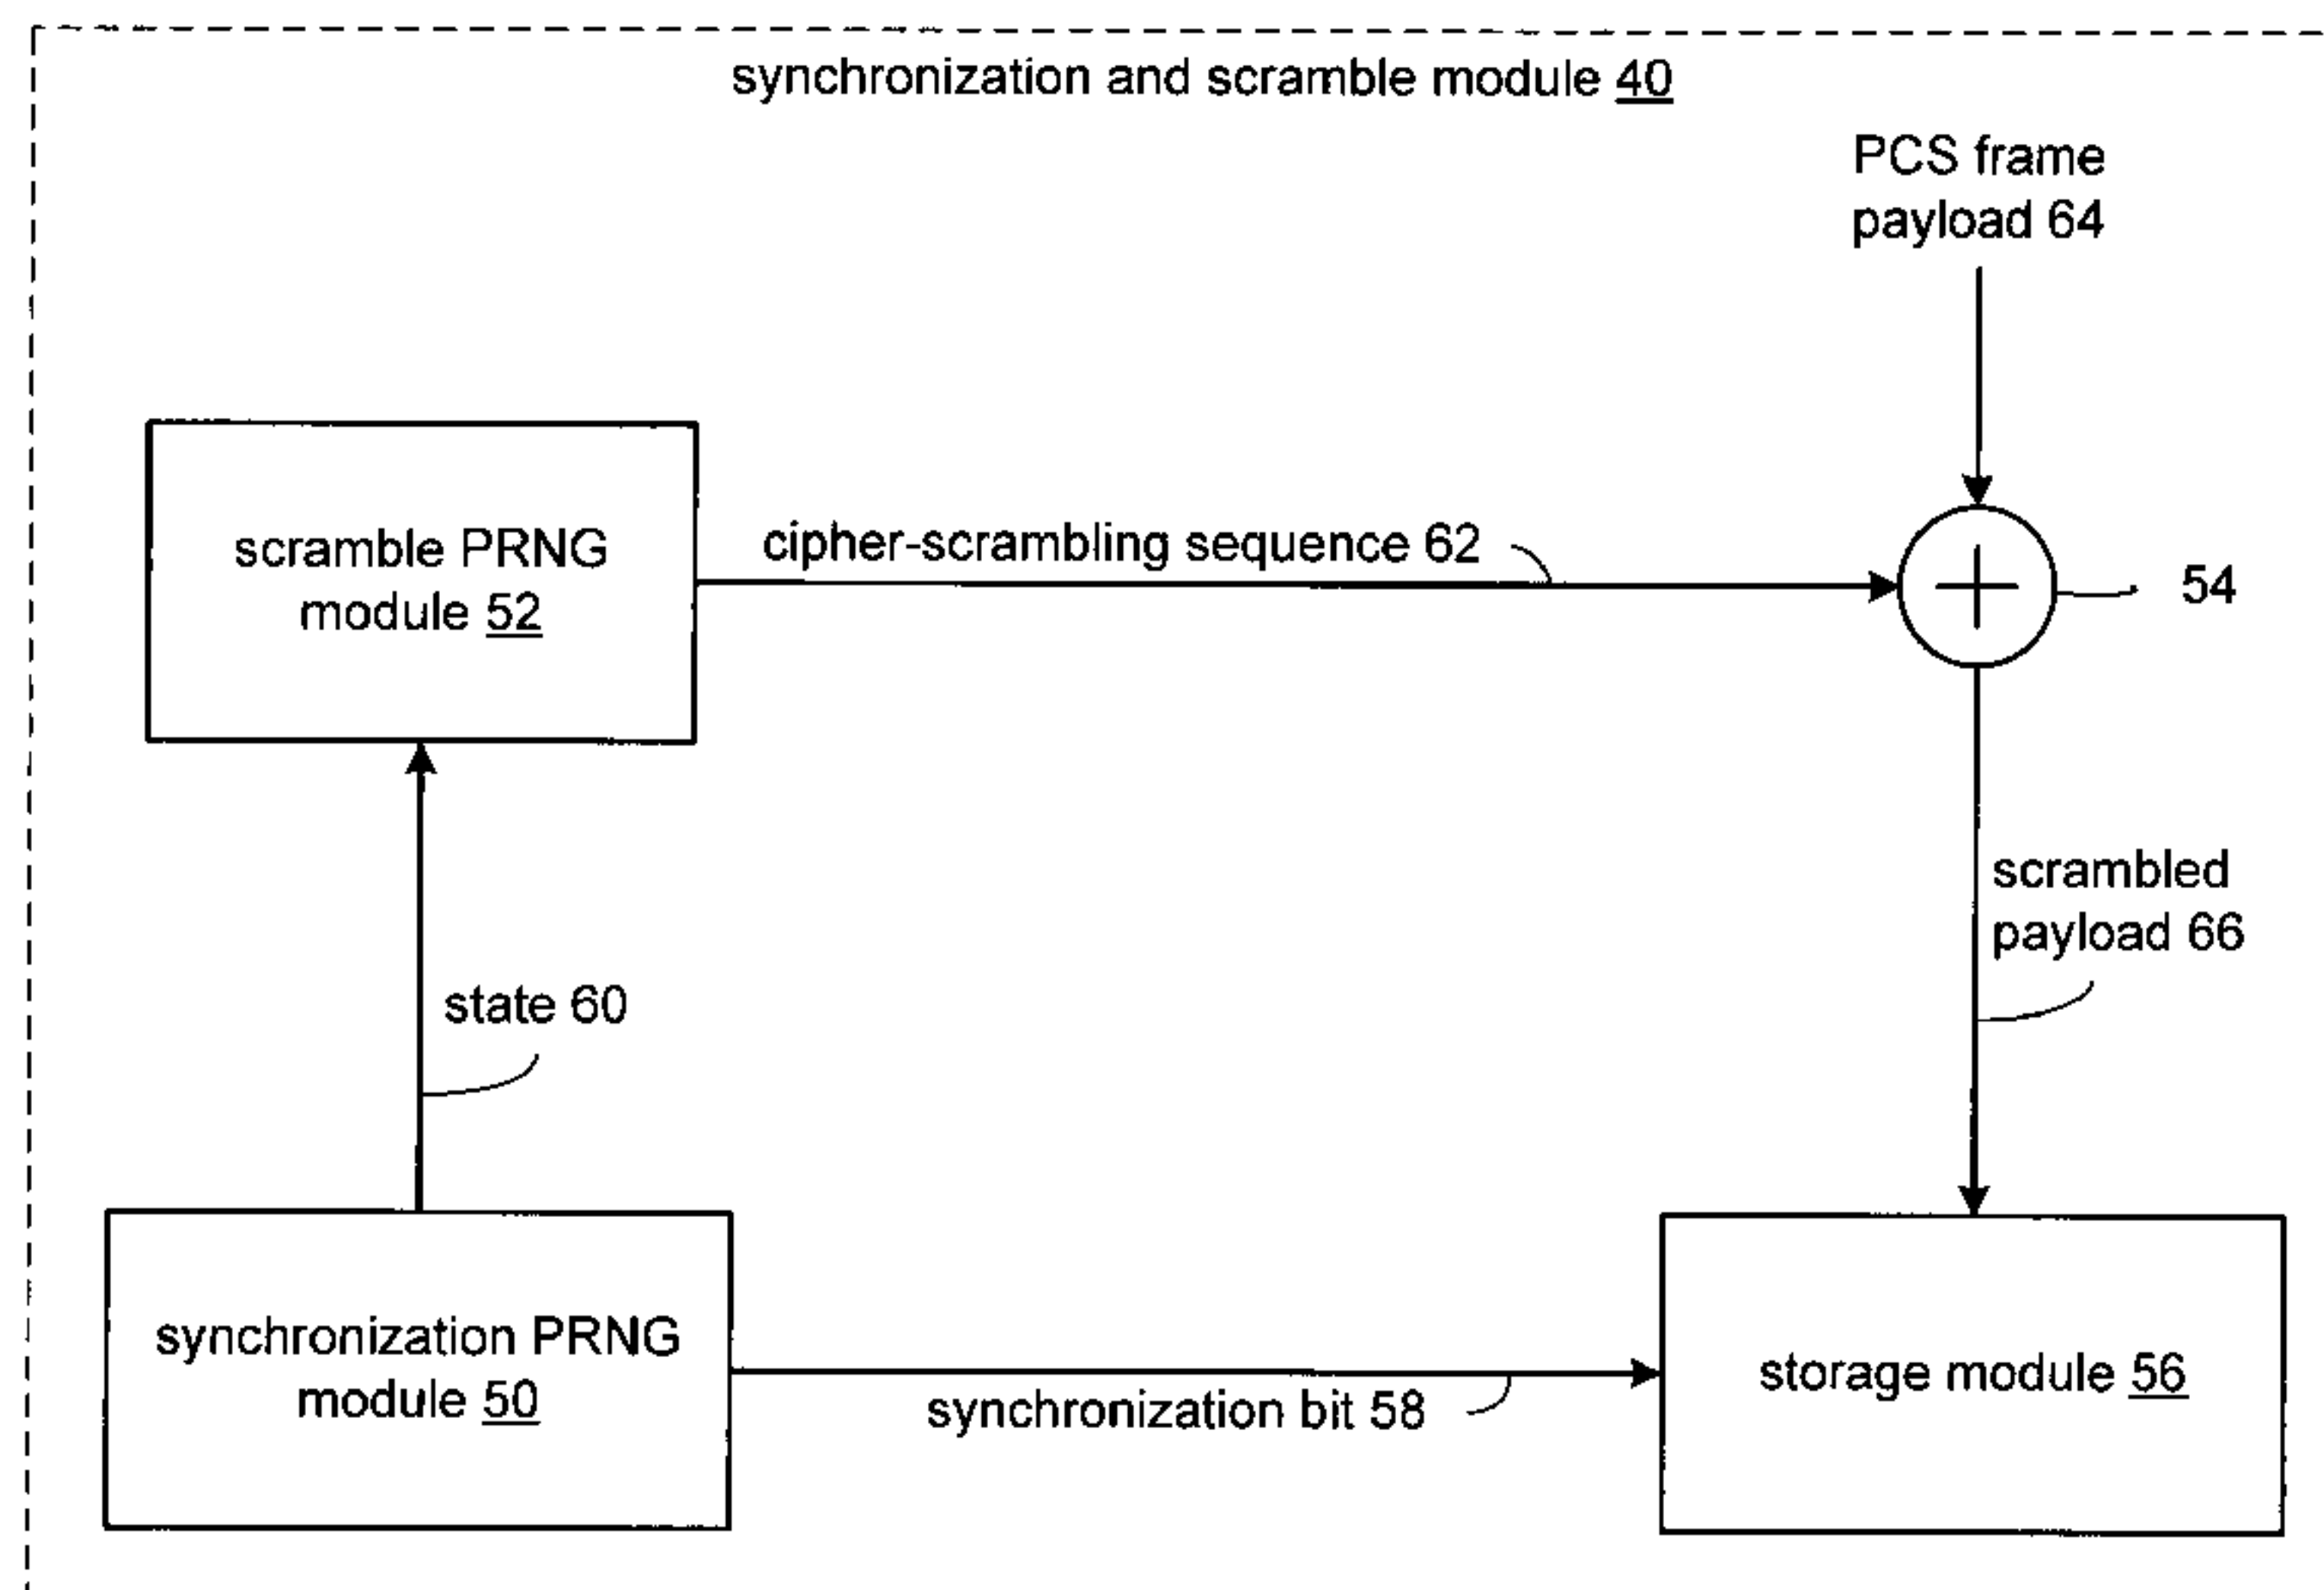 synchronization and scramble module 40
PCS frame
payload 64
scramble PRNG
module 52
cipher-scrambling sequence 62
54
scrambled
payload 66
state 60
synchronization PRNG
module 50
synchronization bit 58
storage module 56